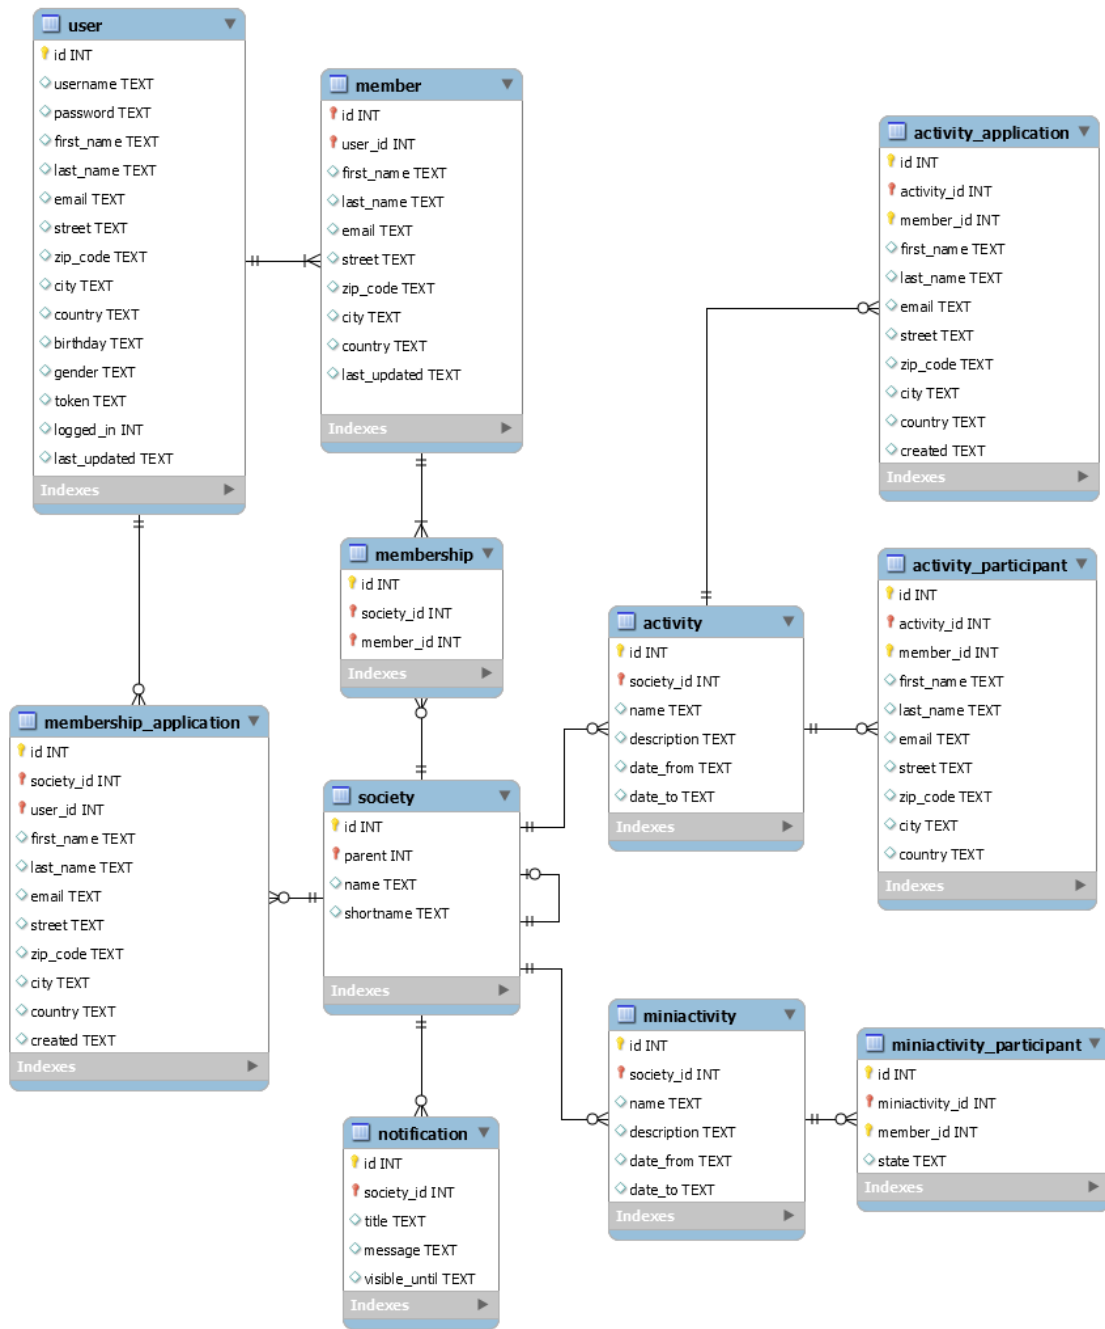 user
id INT
username TEXT
password TEXT
first_name TEXT
last_name TEXT
email TEXT
street TEXT
zip_code TEXT
city TEXT
country TEXT
birthday TEXT
gender TEXT
token TEXT
logged_in INT
last_updated TEXT
Indexes
member
id INT
user_id INT
first_name TEXT
last_name TEXT
email TEXT
street TEXT
zip_code TEXT
city TEXT
country TEXT
last_updated TEXT
Indexes
activity_application
id INT
activity_id INT
member_id INT
first_name TEXT
last_name TEXT
email TEXT
street TEXT
zip_code TEXT
city TEXT
country TEXT
created TEXT
Indexes
membership
id INT
society_id INT
member_id INT
Indexes
activity_participant
id INT
activity_id INT
member_id INT
first_name TEXT
last_name TEXT
email TEXT
street TEXT
zip_code TEXT
city TEXT
country TEXT
Indexes
activity
id INT
society_id INT
name TEXT
description TEXT
date_from TEXT
date_to TEXT
Indexes
membership_application
id INT
society_id INT
user_id INT
first_name TEXT
last_name TEXT
email TEXT
street TEXT
zip_code TEXT
city TEXT
country TEXT
created TEXT
Indexes
society
id INT
parent INT
name TEXT
shortname TEXT
Indexes
miniactivity
id INT
society_id INT
name TEXT
description TEXT
date_from TEXT
date_to TEXT
Indexes
miniactivity_participant
id INT
miniactivity_id INT
member_id INT
state TEXT
Indexes
notification
id INT
society_id INT
title TEXT
message TEXT
visible_until TEXT
Indexes